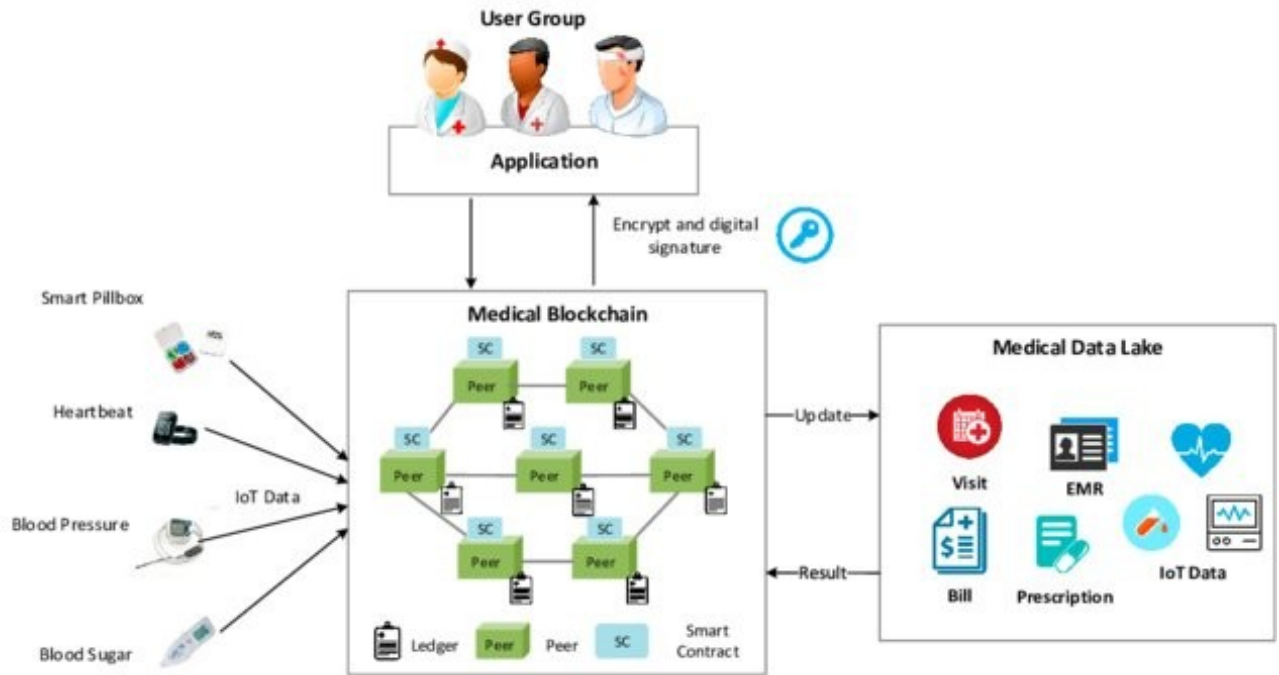 User Group
Application
Encrypt and digital
signature
Smart Pillbox
Heartbeat
IoT Data
Blood Pressure
Blood Sugar
Medical Blockchain
SC
SC
Peer
Peer
SC
SC
SC
Peer
Peer
Peer
SC
SC
Peer
Peer
Ledger
Peer
Peer
SC
Smart
Contract
Update
Result
Medical Data Lake
Visit
EMR
Bill
Prescription
IoT Data